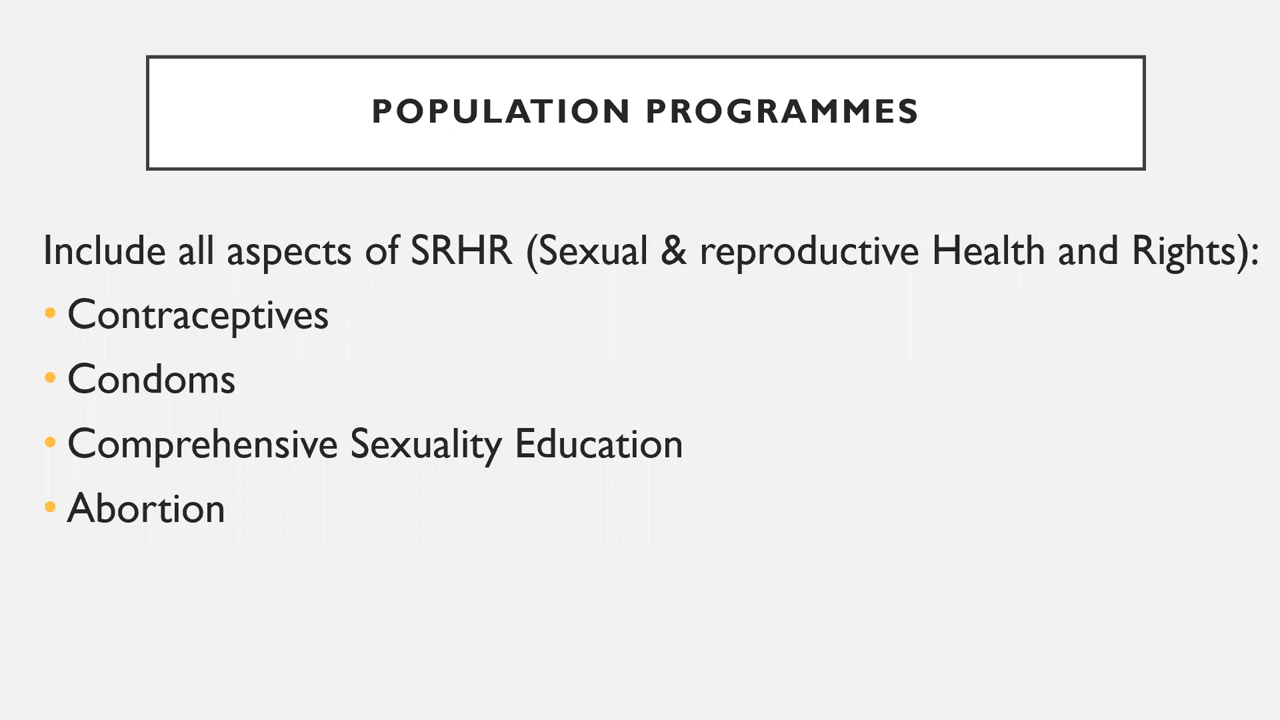 POPULATION PROGRAMMES
Include all aspects of SRHR (Sexual & reproductive Health and Rights):
• Contraceptives
• Condoms
• Comprehensive Sexuality Education
• Abortion